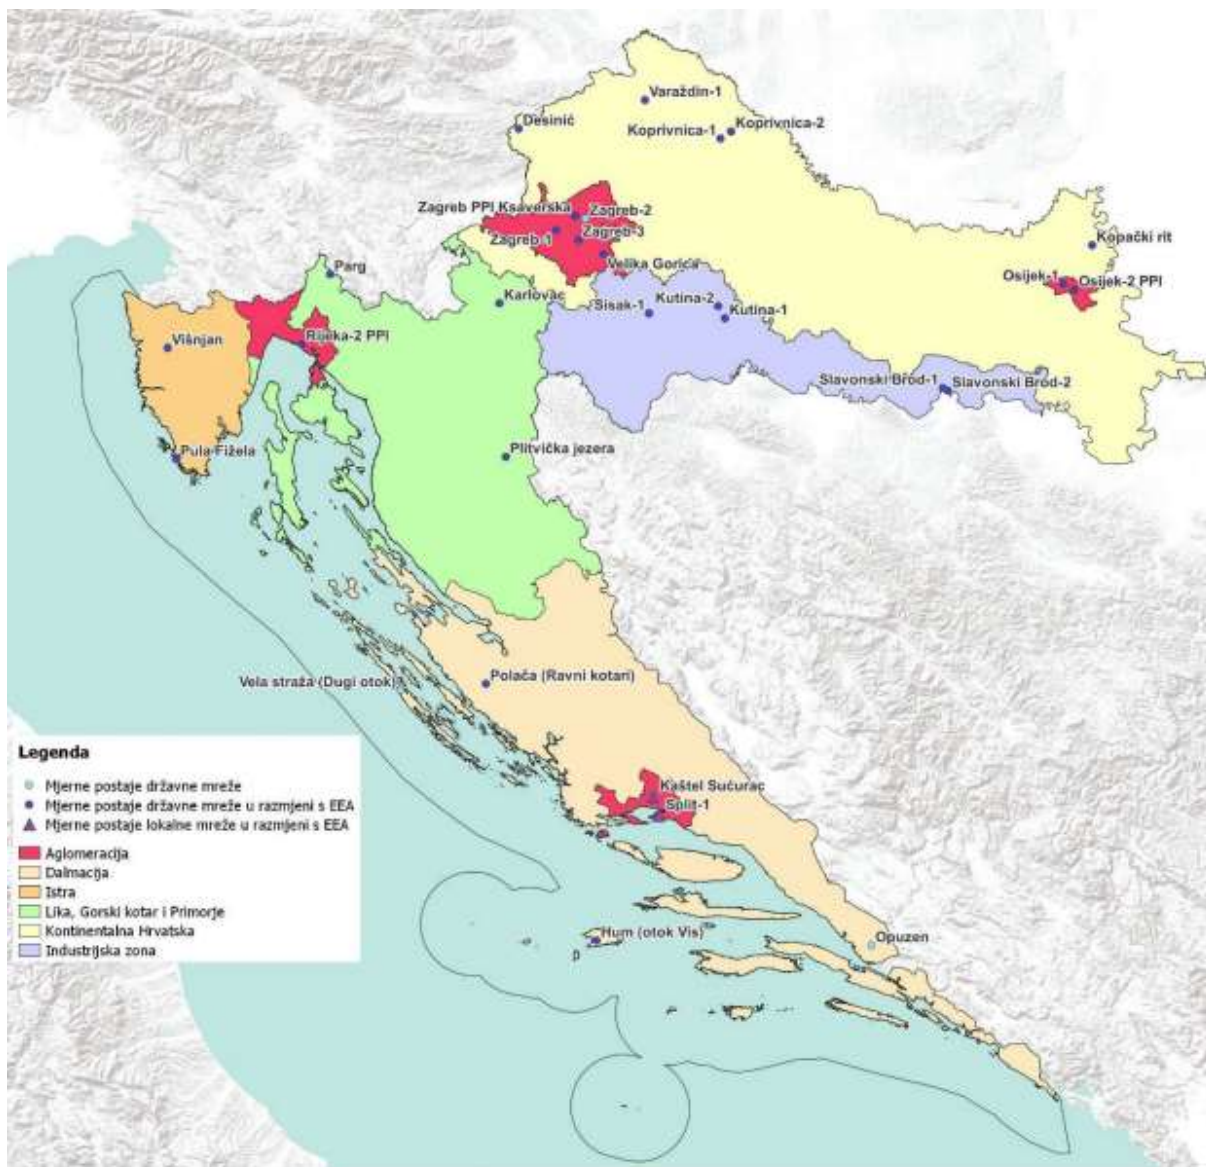 Varaždin-1
Desinić
Koprivnica-2
Koprivnica-1
Zagreb PPI Ksaverska
Zagreb-2
Zagreb-1
Zagreb-3
Velika Gorica
Kopački rit
Osijek-1
Osijek-2 PPI
Parg
Karlovac
Sisak-1
Kutina-2
Kutina-1
Rijeka-2 PPI
Višnjan
Slavonski Brod-1
Slavonski Brod-2
Pula Fižela
Plitvička jezera
Vela straža (Dugi otok)
Polača (Ravni kotari)
Kaštel Sućurac
Split-1
Hum (otok Vis)
p
Opuzen
Legenda
Mjerne postaje državne mreže
Mjerne postaje državne mreže u razmjeni s EEA
Mjerne postaje lokalne mreže u razmjeni s EEA
Aglomeracija
Dalmacija
Istra
Lika, Gorski kotar i Primorje
Kontinentalna Hrvatska
Industrijska zona